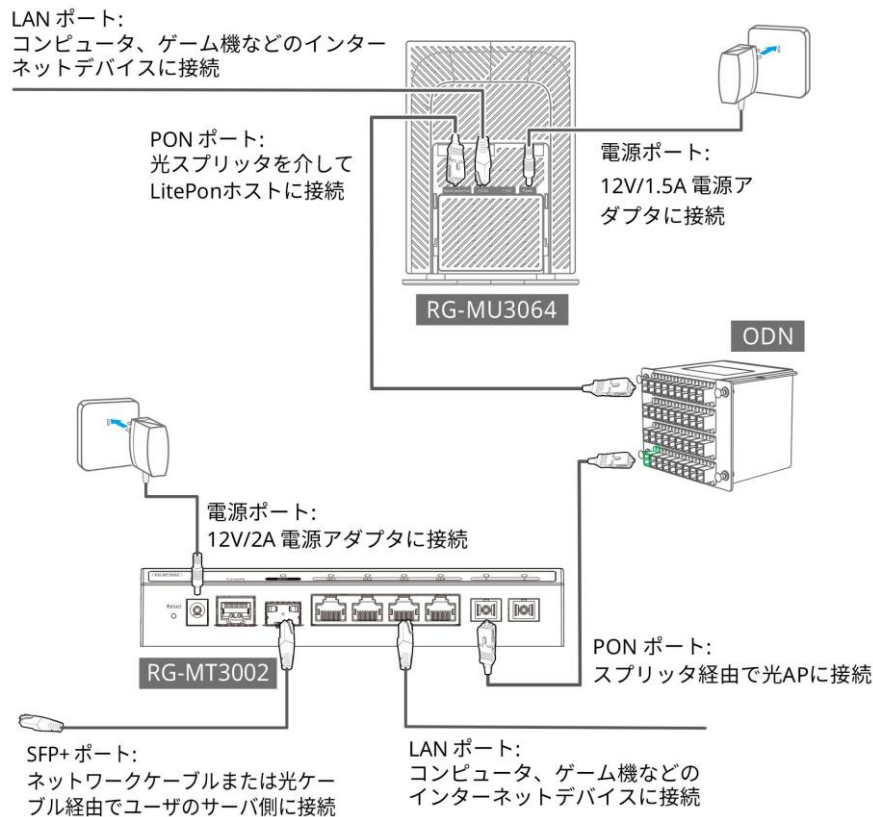 LAN ポート:
コンピュータ、ゲーム機などのインター
ネットデバイスに接続
PON ポート:
光スプリッタを介して
LitePonホストに接続
電源ポート:
12V/1.5A 電源ア
ダプタに接続
RG-MU3064
ODN
電源ポート:
12V/2A 電源アダプタに接続
Reset
Console
RG-MT3002
PON ポート:
スプリッタ経由で光APに接続
SFP+ ポート:
ネットワークケーブルまたは光ケー
ブル経由でユーザのサーバ側に接続
LAN ポート:
コンピュータ、ゲーム機などの
インターネットデバイスに接続